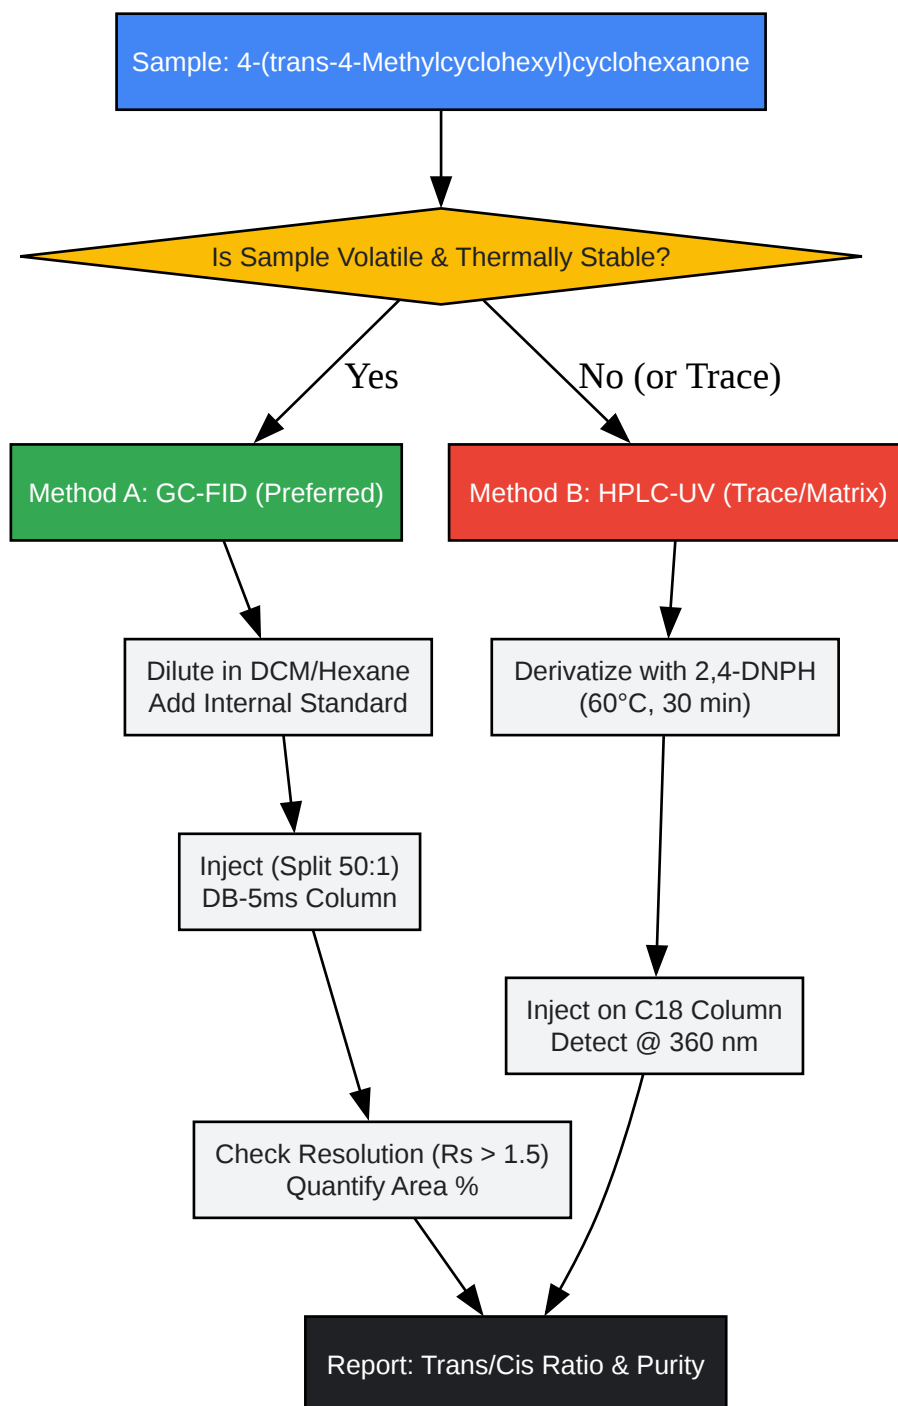 Sample: 4-(trans-4-Methylcyclohexyl)cyclohexanone
Is Sample Volatile & Thermally Stable?
Yes
No (or Trace)
Method A: GC-FID (Preferred)
Method B: HPLC-UV (Trace/Matrix)
Dilute in DCM/Hexane
Add Internal Standard
Derivatize with 2,4-DNPH
(60°C, 30 min)
Inject (Split 50:1)
DB-5ms Column
Inject on C18 Column
Detect @ 360 nm
Check Resolution (Rs > 1.5)
Quantify Area %
Report: Trans/Cis Ratio & Purity